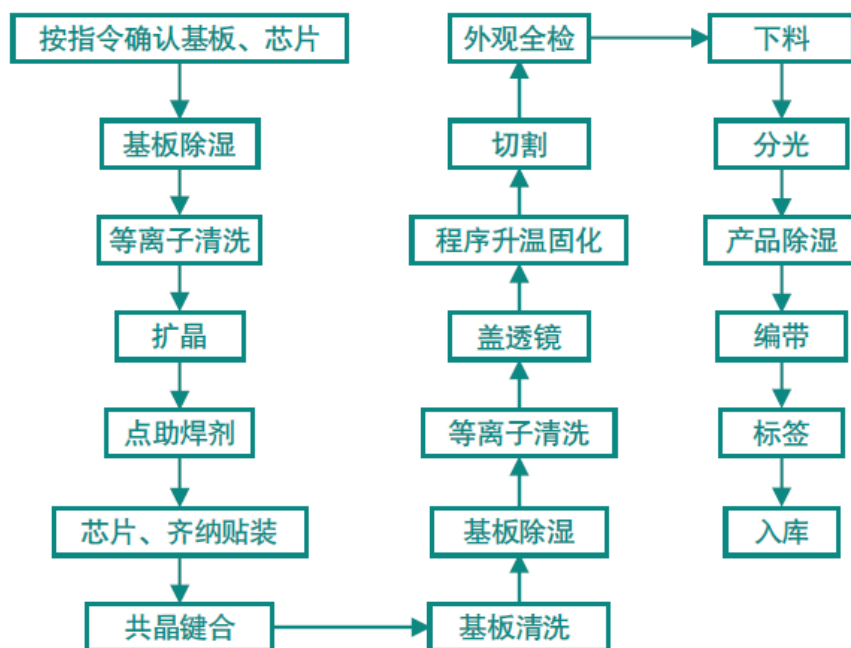 按指令确认基板、芯片
基板除湿
等离子清洗
扩晶
点助焊剂
芯片、齐纳贴装
共晶键合
基板清洗
基板除湿
等离子清洗
盖透镜
程序升温固化
切割
外观全检
下料
分光
产品除湿
编带
标签
入库